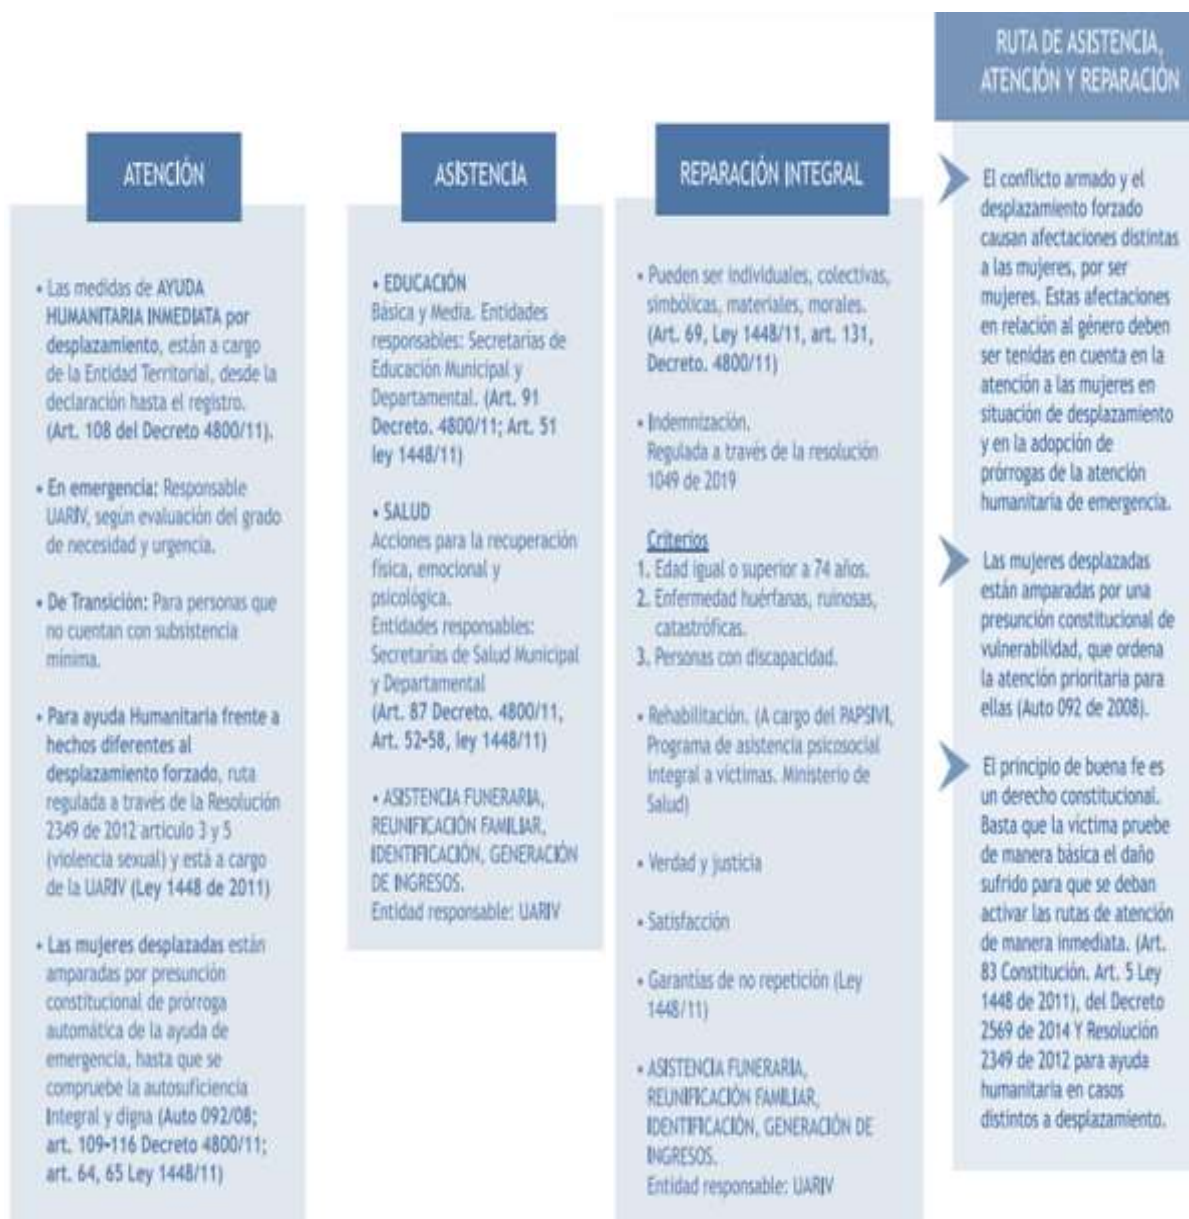 RUTA DE ASISTENCIA,
ATENCIÓN Y REPARACIÓN
ATENCIÓN
• Las medidas de AYUDA
HUMANITARIA INMEDIATA por
desplazamiento, están a cargo
de la Entidad Territorial, desde la
declaración hasta el registro.
(Art. 108 del Decreto 4800/11).
• En emergencia: Responsable
UARIV, según evaluación del grado
de necesidad y urgencia.
• De Transición: Para personas que
no cuentan con subsistencia
mínima.
• Para ayuda Humanitaria frente a
hechos diferentes al
desplazamiento forzado, ruta
regulada a través de la Resolución
2349 de 2012 artículo 3 y 5
(violencia sexual) y está a cargo
de la UARIV (Ley 1448 de 2011)
• Las mujeres desplazadas están
amparadas por presunción
constitucional de prórroga
automática de la ayuda de
emergencia, hasta que se
compruebe la autosuficiencia
Integral y digna (Auto 092/08;
art. 109-116 Decreto 4800/11;
art. 64, 65 Ley 1448/11)
ASISTENCIA
• EDUCACIÓN
Básica y Media. Entidades
responsables: Secretarias de
Educación Municipal y
Departamental. (Art. 91
Decreto. 4800/11; Art. 51
ley 1448/11)
• SALUD
Acciones para la recuperación
física, emocional y
psicológica.
Entidades responsables:
Secretarias de Salud Municipal
y Departamental
(Art. 87 Decreto. 4800/11,
Art. 52-58, ley 1448/11)
• ASISTENCIA FUNERARIA,
REUNIFICACIÓN FAMILIAR,
IDENTIFICACIÓN, GENERACIÓN
DE INGRESOS.
Entidad responsable: UARIV
REPARACIÓN INTEGRAL
• Pueden ser individuales, colectivas,
simbólicas, materiales, morales.
(Art. 69, Ley 1448/11, art. 131,
Decreto. 4800/11)
• Indemnización.
Regulada a través de la resolución
1049 de 2019
Criterios
1. Edad igual o superior a 74 años.
2. Enfermedad huérfanas, ruinosas,
catastróficas.
3. Personas con discapacidad.
• Rehabilitación. (A cargo del PAPSIVI,
Programa de asistencia psicosocial
integral a víctimas. Ministerio de
Salud)
• Verdad y justicia
• Satisfacción
• Garantías de no repetición (Ley
1448/11)
• ASISTENCIA FUNERARIA,
REUNIFICACIÓN FAMILIAR,
IDENTIFICACIÓN, GENERACIÓN DE
INGRESOS.
Entidad responsable: UARIV
El conflicto armado y el
desplazamiento forzado
causan afectaciones distintas
a las mujeres, por ser
mujeres. Estas afectaciones
en relación al género deben
ser tenidas en cuenta en la
atención a las mujeres en
situación de desplazamiento
y en la adopción de
prórrogas de la atención
humanitaria de emergencia.
Las mujeres desplazadas
están amparadas por una
presunción constitucional de
vulnerabilidad, que ordena
la atención prioritaria para
ellas (Auto 092 de 2008).
El principio de buena fe es
un derecho constitucional.
Basta que la víctima pruebe
de manera básica el daño
sufrido para que se deban
activar las rutas de atención
de manera inmediata. (Art.
83 Constitución. Art. 5 Ley
1448 de 2011), del Decreto
2569 de 2014 Y Resolución
2349 de 2012 para ayuda
humanitaria en casos
distintos a desplazamiento.